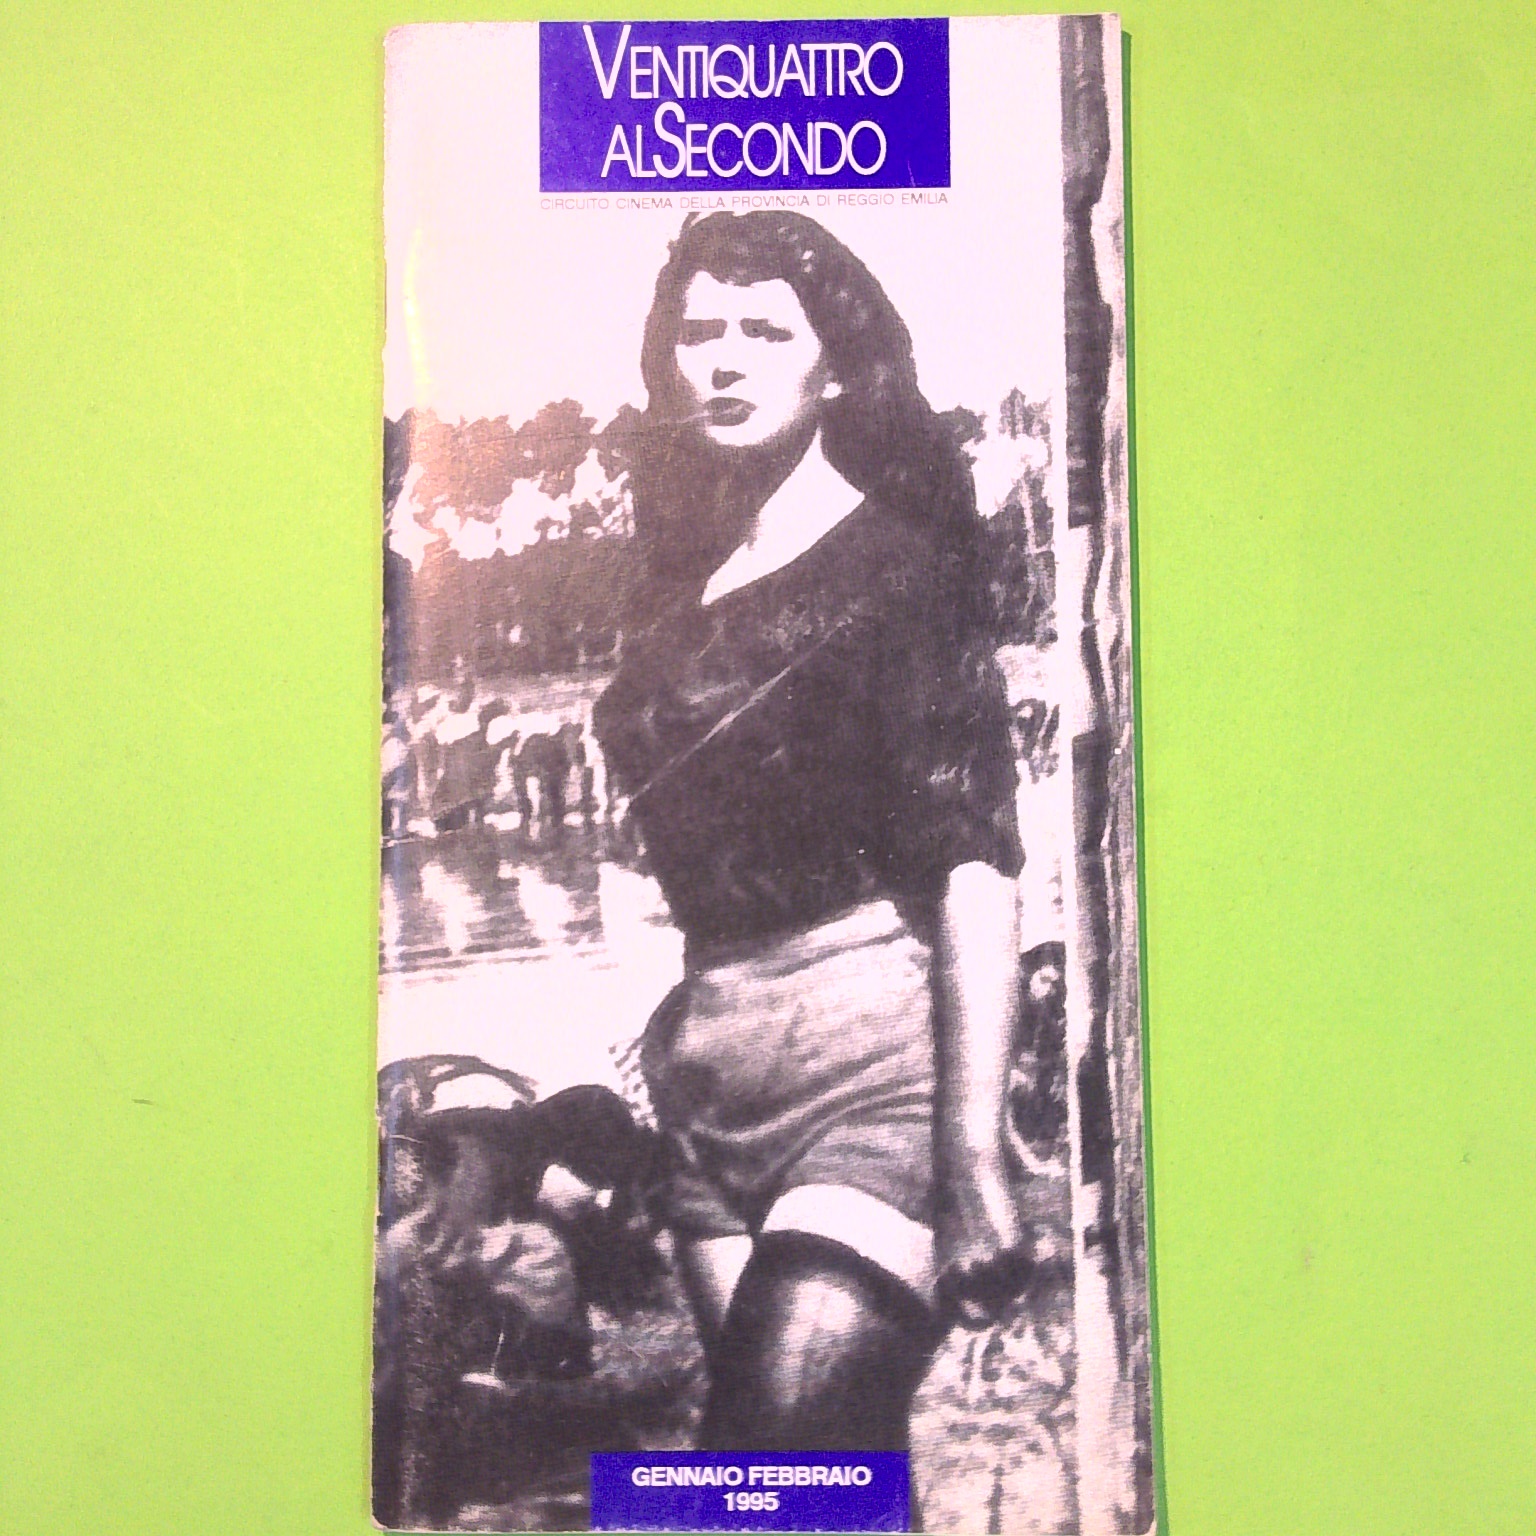 VENTIQUATTRO
ALSECONDO
CIRCUITO CINEMA DELLA PROVINCIA DI REGGIO EMILIA
GENNAIO FEBBRAIO
1995